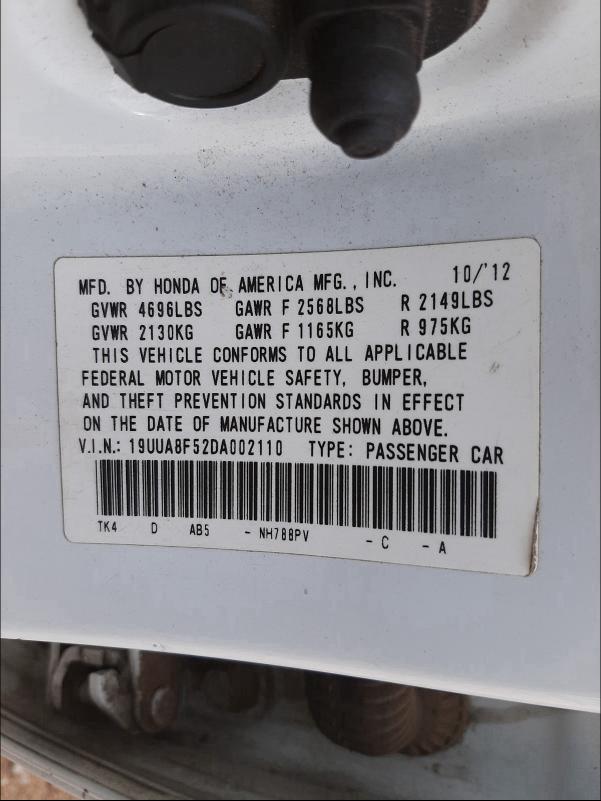 MFD. BY HONDA OF AMERICA MFG., INC. 10/'12
GVWR 4696LBS GAWR F 2568LBS R 2149LBS
GVWR 2130KG GAWR F 1165KG R 975KG
THIS VEHICLE CONFORMS TO ALL APPLICABLE
FEDERAL MOTOR VEHICLE SAFETY, BUMPER,
AND THEFT PREVENTION STANDARDS IN EFFECT
ON THE DATE OF MANUFACTURE SHOWN ABOVE.
V.I.N.: 19UUA8F52DA002110 TYPE: PASSENGER CAR
TK4 D AB5 - NH788PV - C - A